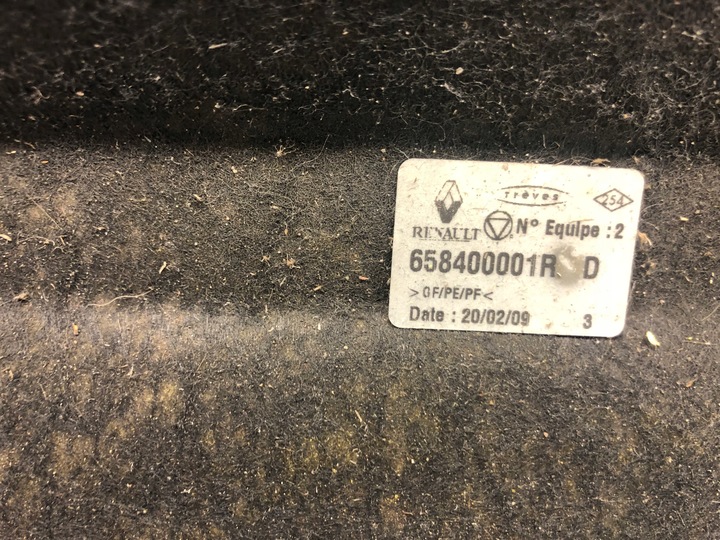 Trèves
254
RENAULT N° Equipe : 2
658400001R D
>GF/PE/PF<
Date : 20/02/09 3